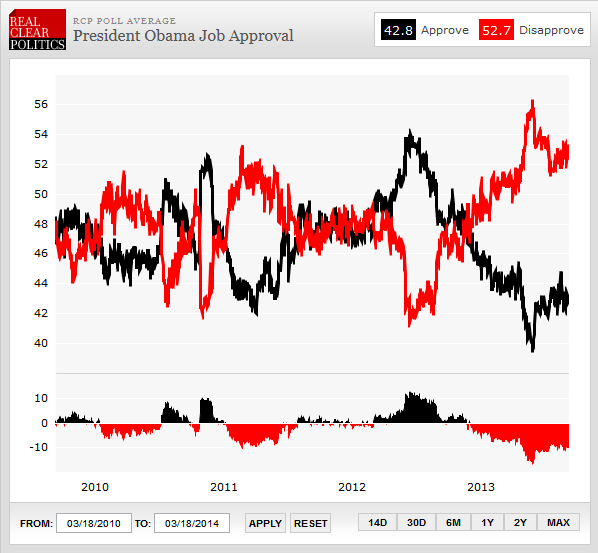 REAL
CLEAR
POLITICS
RCP POLL AVERAGE
President Obama Job Approval
42.8 Approve 52.7 Disapprove
56
54
52
50
48
46
44
42
40
10
0
-10
2010 2011 2012 2013
FROM: 03/18/2010 TO: 03/18/2014 APPLY RESET 14D 30D 6M 1Y 2Y MAX